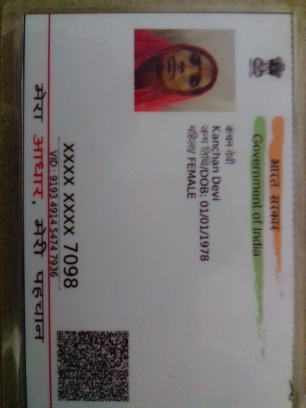 भारत सरकार
Government of India
कंचन देवी
Kanchan Devi
जन्म तिथि/DOB: 01/01/1978
महिला/ FEMALE
XXXX XXXX 7098
VID : 9193 4914 5474 7936
मेरा आधार, मेरी पहचान